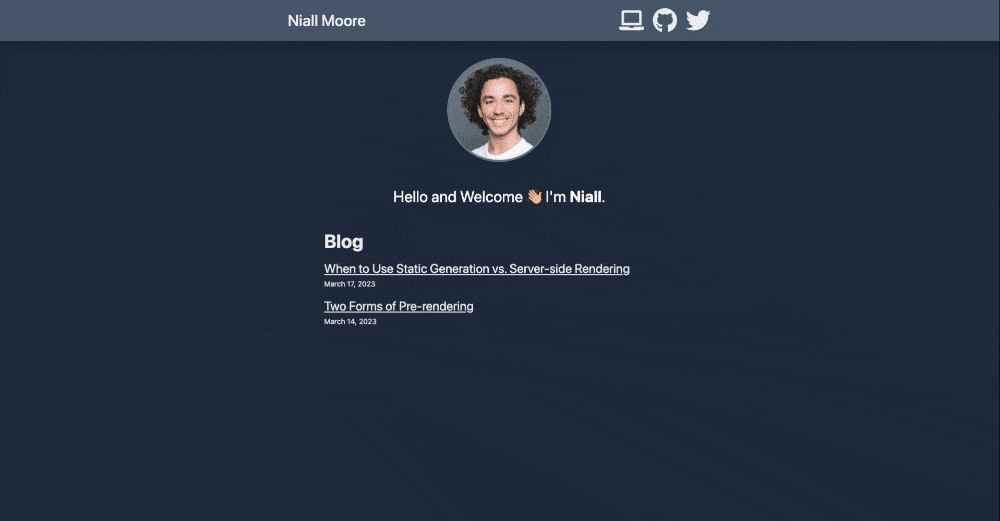 Niall Moore
Hello and Welcome 👋🏽 I'm Niall.
Blog
When to Use Static Generation vs. Server-side Rendering
March 17, 2023
Two Forms of Pre-rendering
March 14, 2023